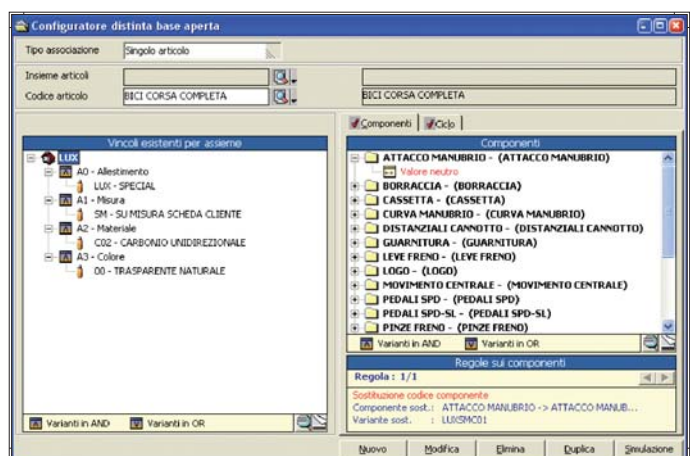 Configuratore distinta base aperta
Tipo associazione Singolo articolo
Insieme articoli
Codice articolo BICI CORSA COMPLETA BICI CORSA COMPLETA
Componenti Ciclo
Vincoli esistenti per assieme
LUX
A0 - Allestimento
LUX - SPECIAL
A1 - Misura
SM - SU MISURA SCHEDA CLIENTE
A2 - Materiale
C02 - CARBONIO UNIDIREZIONALE
A3 - Colore
00 - TRASPARENTE NATURALE
Varianti in AND Varianti in OR
Componenti
ATTACCO MANUBRIO - (ATTACCO MANUBRIO)
Valore neutro
BORRACCIA - (BORRACCIA)
CASSETTA - (CASSETTA)
CURVA MANUBRIO - (CURVA MANUBRIO)
DISTANZIALI CANNOTTO - (DISTANZIALI CANNOTTO)
GUARNITURA - (GUARNITURA)
LEVE FRENO - (LEVE FRENO)
LOGO - (LOGO)
MOVIMENTO CENTRALE - (MOVIMENTO CENTRALE)
PEDALI SPD - (PEDALI SPD)
PEDALI SPD-SL - (PEDALI SPD-SL)
PINZE FRENO - (PINZE FRENO)
Varianti in AND Varianti in OR
Regole sui componenti
Regola : 1/1
Sostituzione codice componente
Componente sost.: ATTACCO MANUBRIO -> ATTACCO MANUB...
Variante sost. : LUXSMC01
Nuovo Modifica Elimina Duplica Simulazione